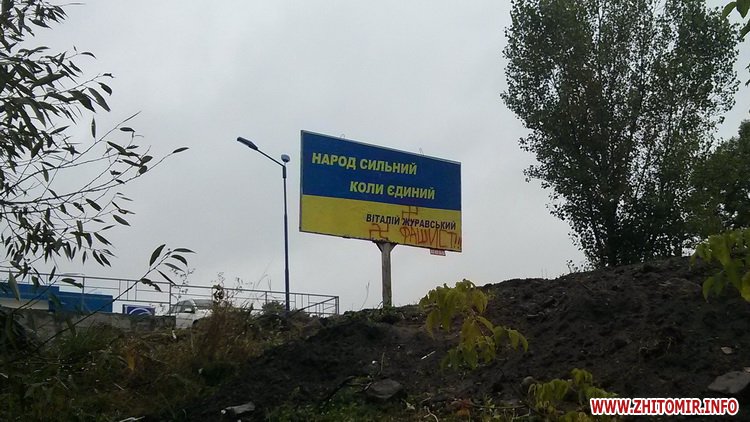 НАРОД СИЛЬНИЙ
КОЛИ ЄДИНИЙ
ВІТАЛІЙ ЖУРАВСЬКИЙ
ФАШИСТ!!!
WWW.ZHITOMIR.INFO